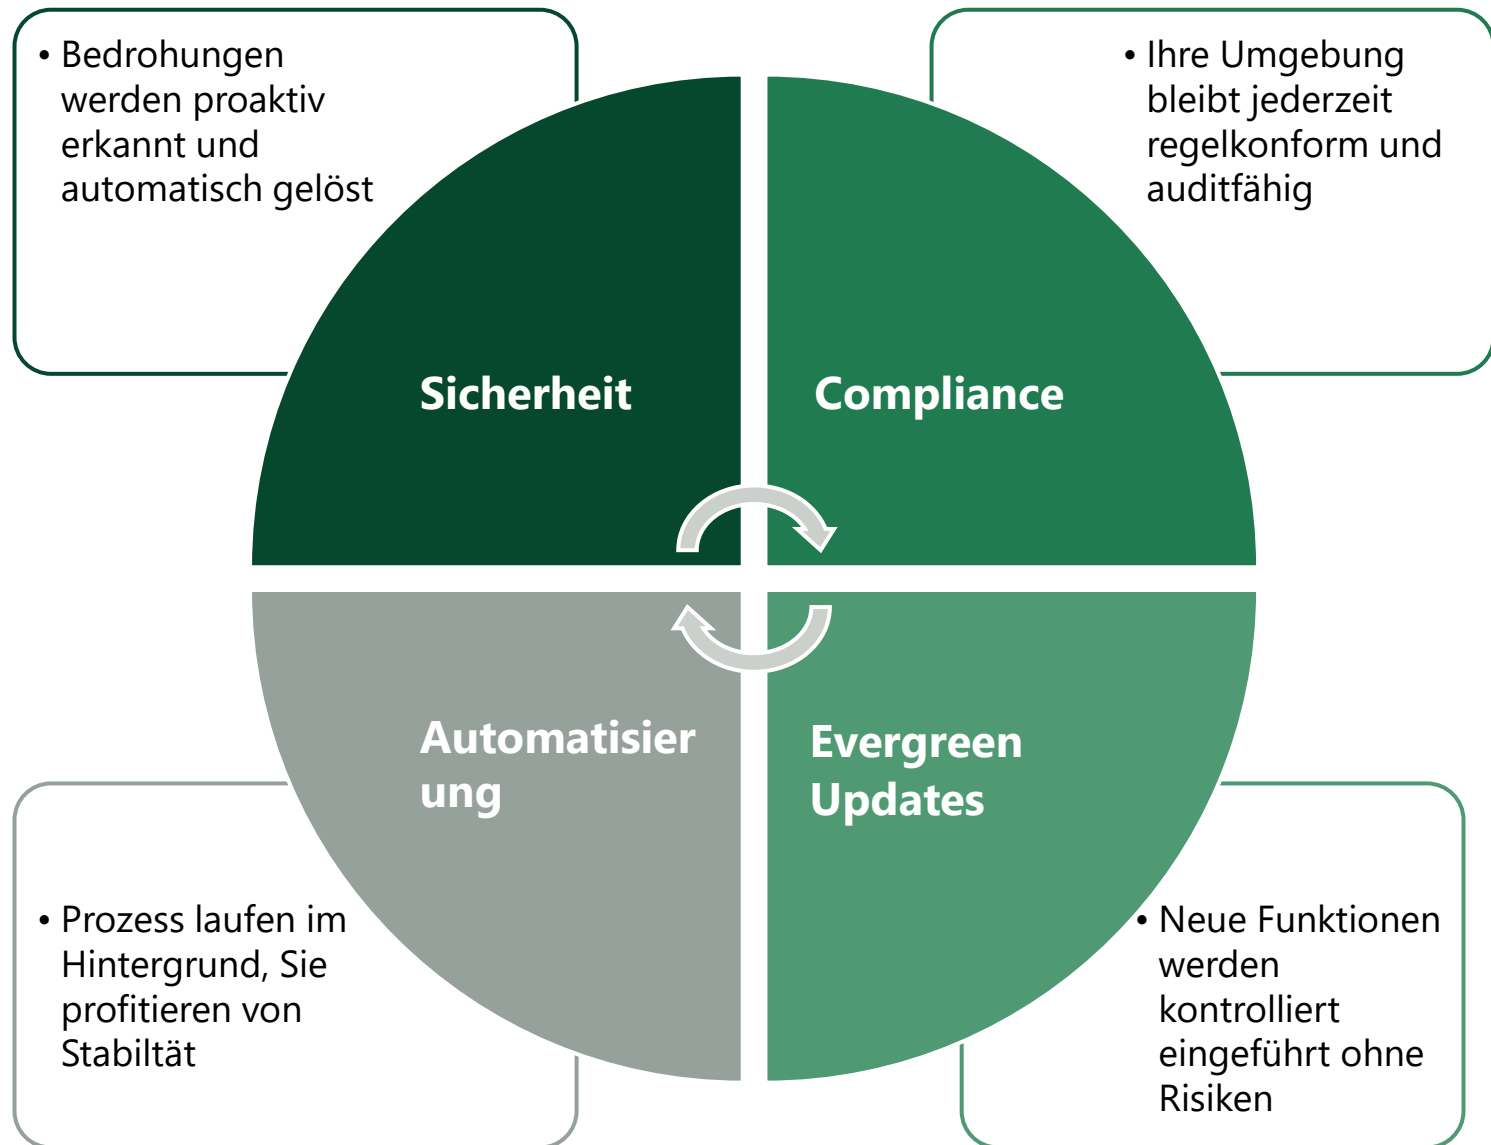 • Bedrohungen
werden proaktiv
erkannt und
automatisch gelöst
• Ihre Umgebung
bleibt jederzeit
regelkonform und
auditfähig
Sicherheit
Compliance
Automatisier
ung
Evergreen
Updates
• Prozess laufen im
Hintergrund, Sie
profitieren von
Stabiltät
• Neue Funktionen
werden
kontrolliert
eingeführt ohne
Risiken